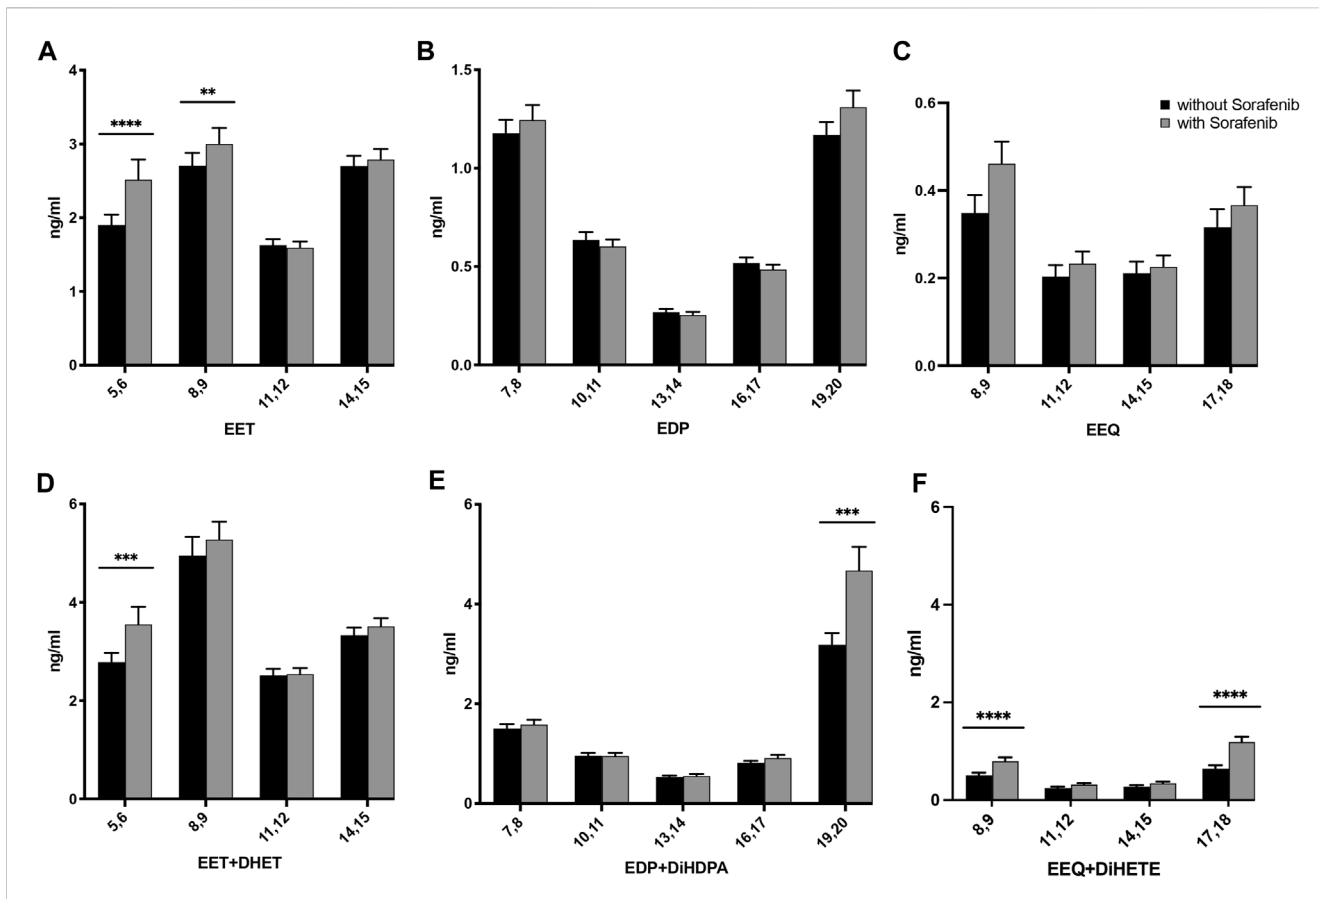 A
4
3
2
1
0
ng/ml
****
**
5,6
8,9
11,12
14,15
EET
B
1.5
1.0
0.5
0.0
ng/ml
7,8
10,11
13,14
16,17
19,20
EDP
C
0.6
0.4
0.2
0.0
ng/ml
without Sorafenib
with Sorafenib
8,9
11,12
14,15
17,18
EEQ
D
6
4
2
0
ng/ml
***
5,6
8,9
11,12
14,15
EET+DHET
E
6
4
2
0
ng/ml
***
7,8
10,11
13,14
16,17
19,20
EDP+DiHDPA
F
6
4
2
0
ng/ml
****
****
8,9
11,12
14,15
17,18
EEQ+DiHETE